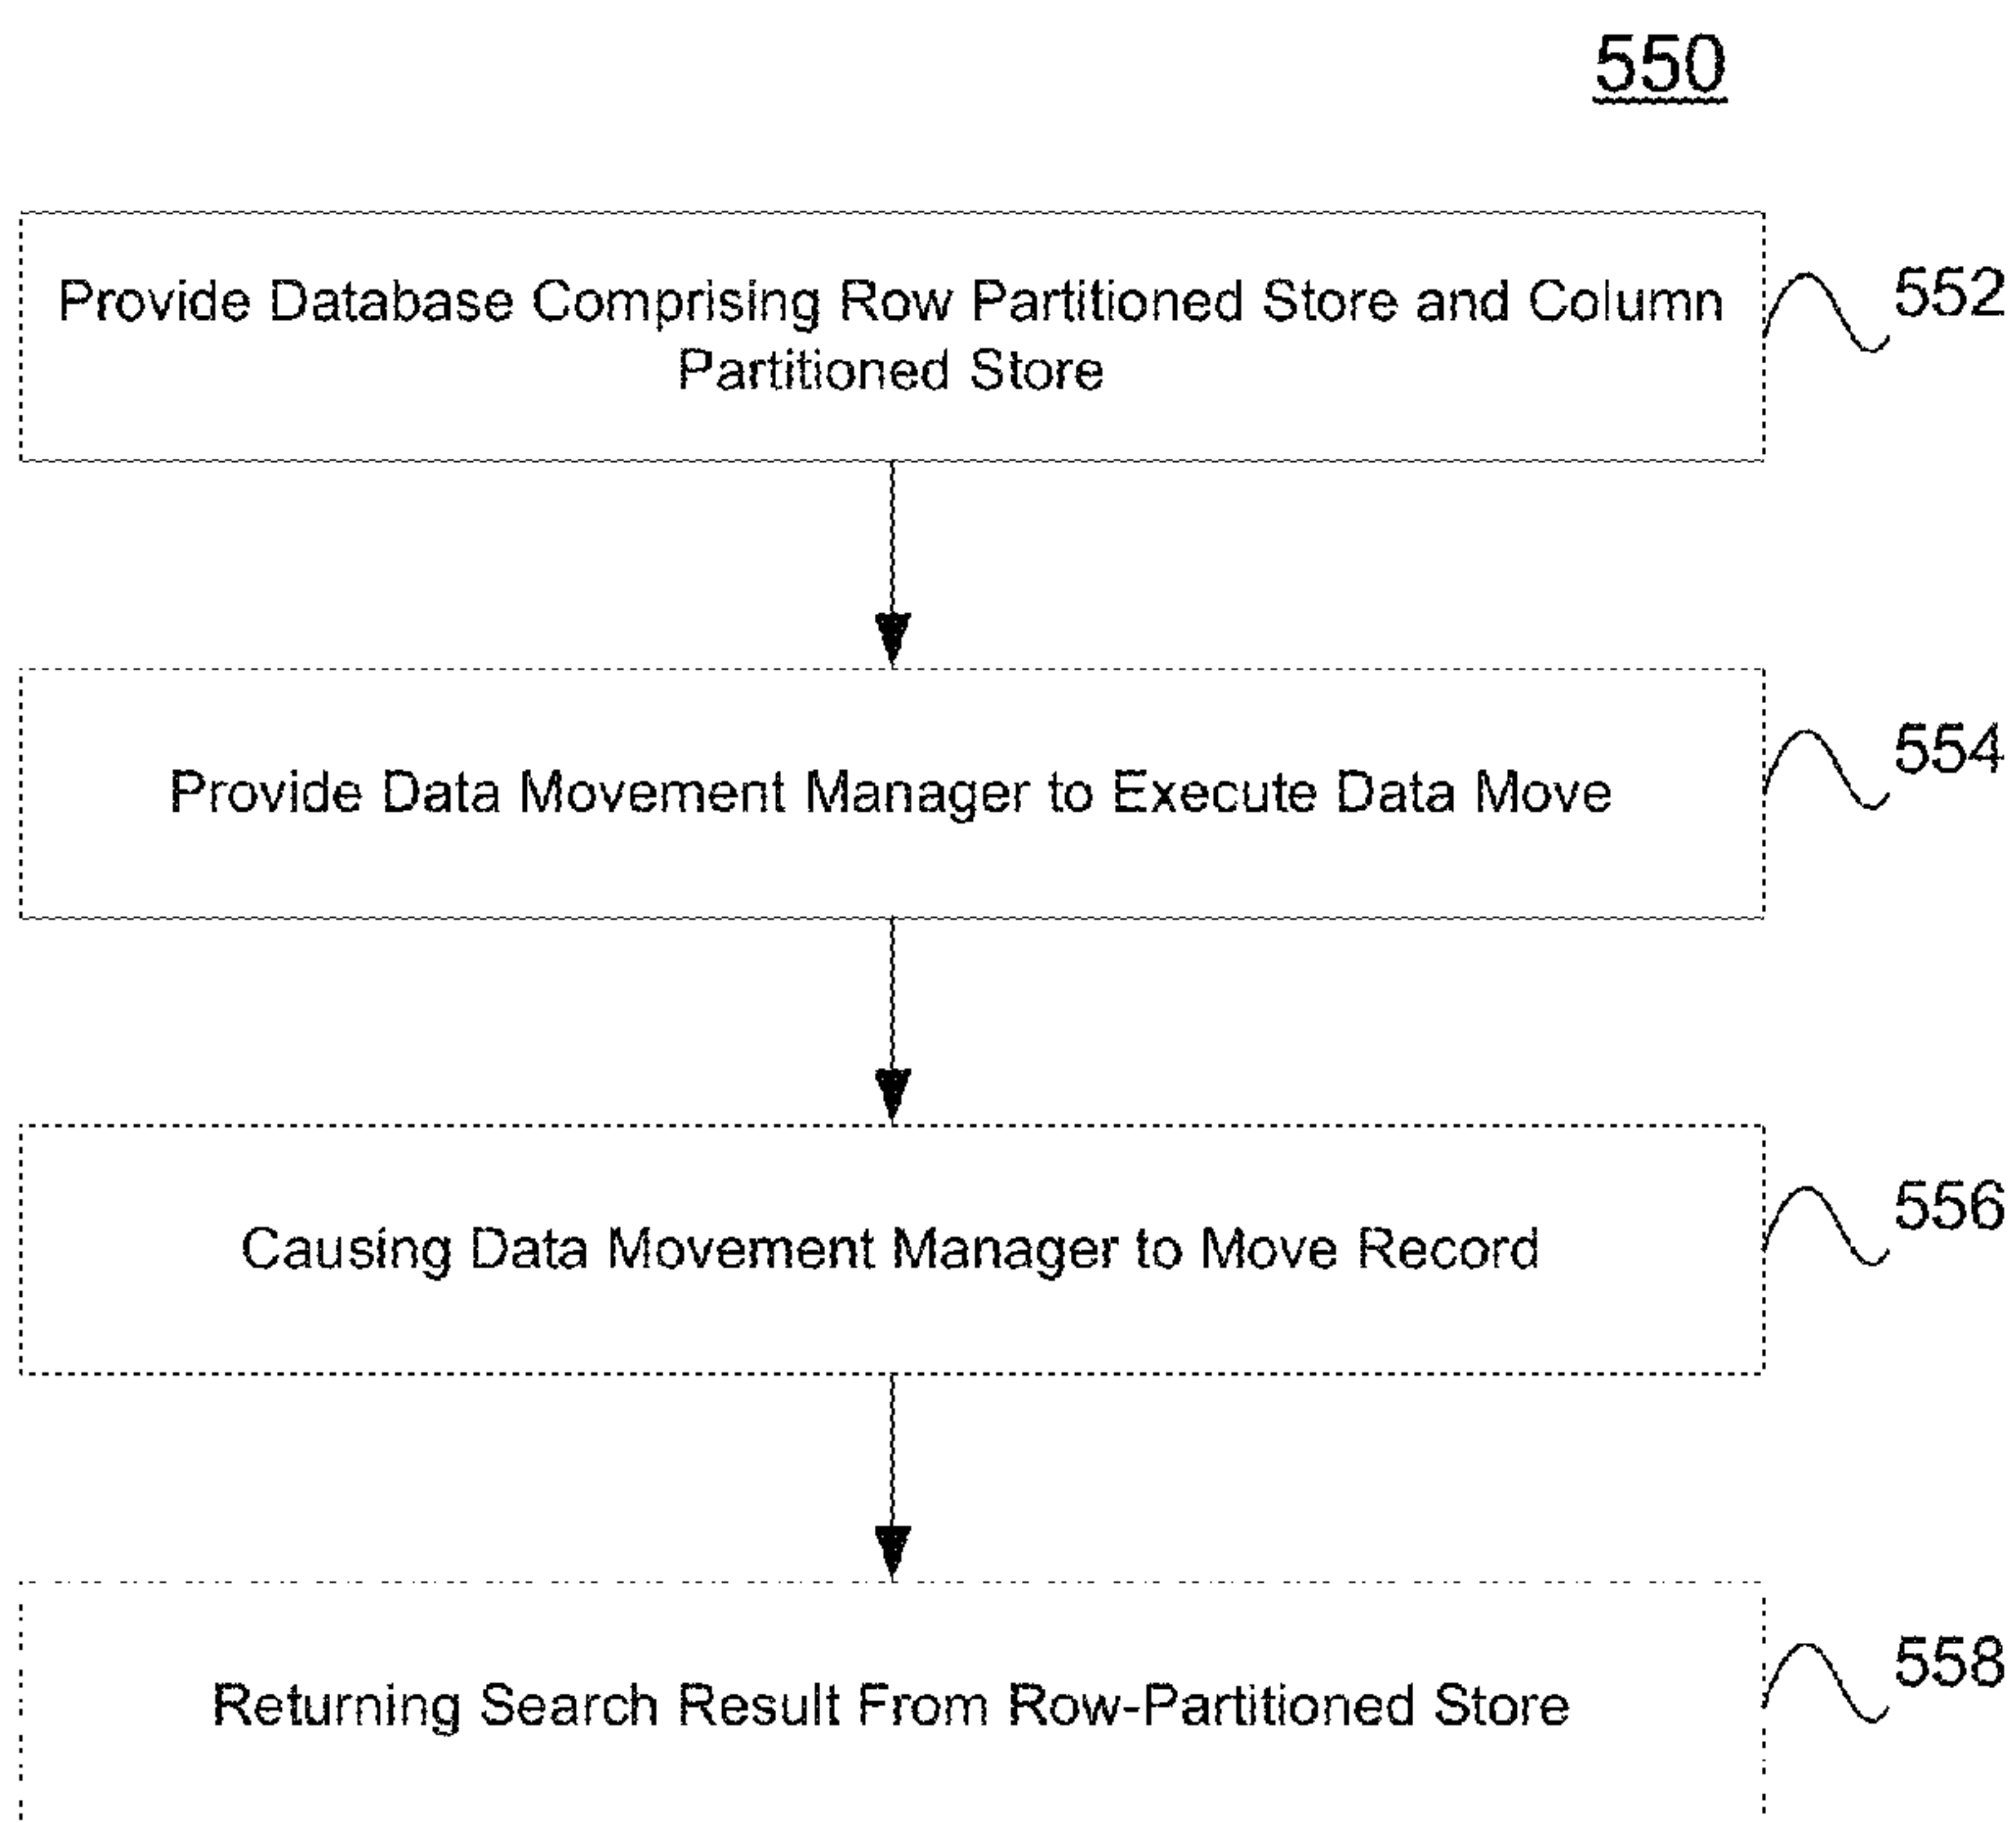 550
Provide Database Comprising Row Partitioned Store and Column
Partitioned Store
552
Provide Data Movement Manager to Execute Data Move
554
Causing Data Movement Manager to Move Record
556
Returning Search Result From Row-Partitioned Store
558